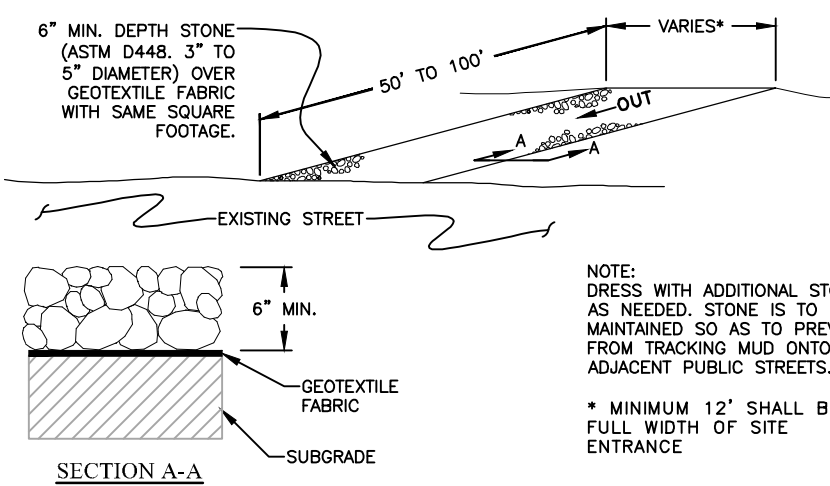 6" MIN. DEPTH STONE
(ASTM D448. 3" TO
5" DIAMETER) OVER
GEOTEXTILE FABRIC
WITH SAME SQUARE
FOOTAGE.
50' TO 100'
VARIES*
OUT
A
A
EXISTING STREET
6" MIN.
GEOTEXTILE
FABRIC
SUBGRADE
SECTION A-A
NOTE:
DRESS WITH ADDITIONAL
AS NEEDED. STONE IS TO
MAINTAINED SO AS TO
FROM TRACKING MUD ONTO
ADJACENT PUBLIC STREETS.
* MINIMUM 12' SHALL
FULL WIDTH OF SITE
ENTRANCE